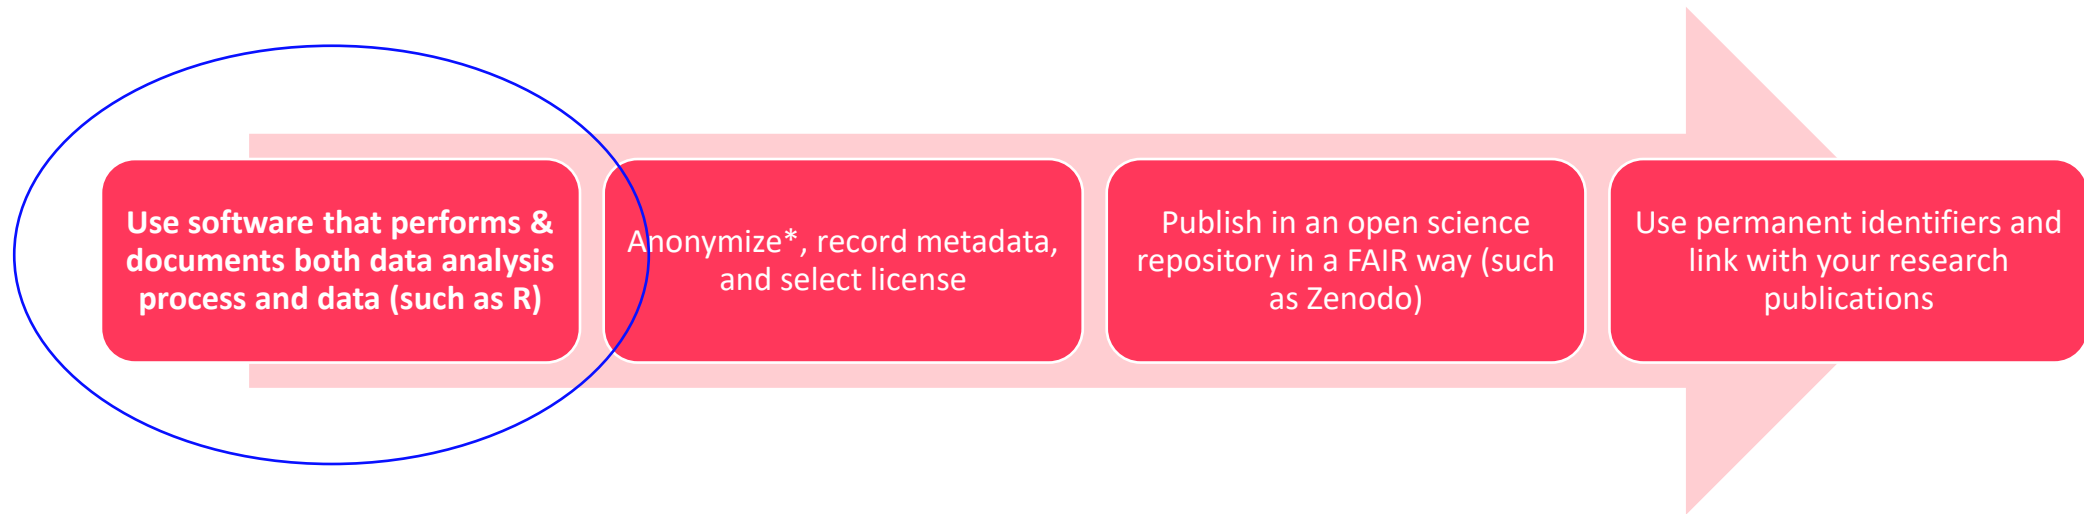 Use software that performs &
documents both data analysis
process and data (such as R)
Anonymize*, record metadata,
and select license
Publish in an open science
repository in a FAIR way (such
as Zenodo)
Use permanent identifiers and
link with your research
publications